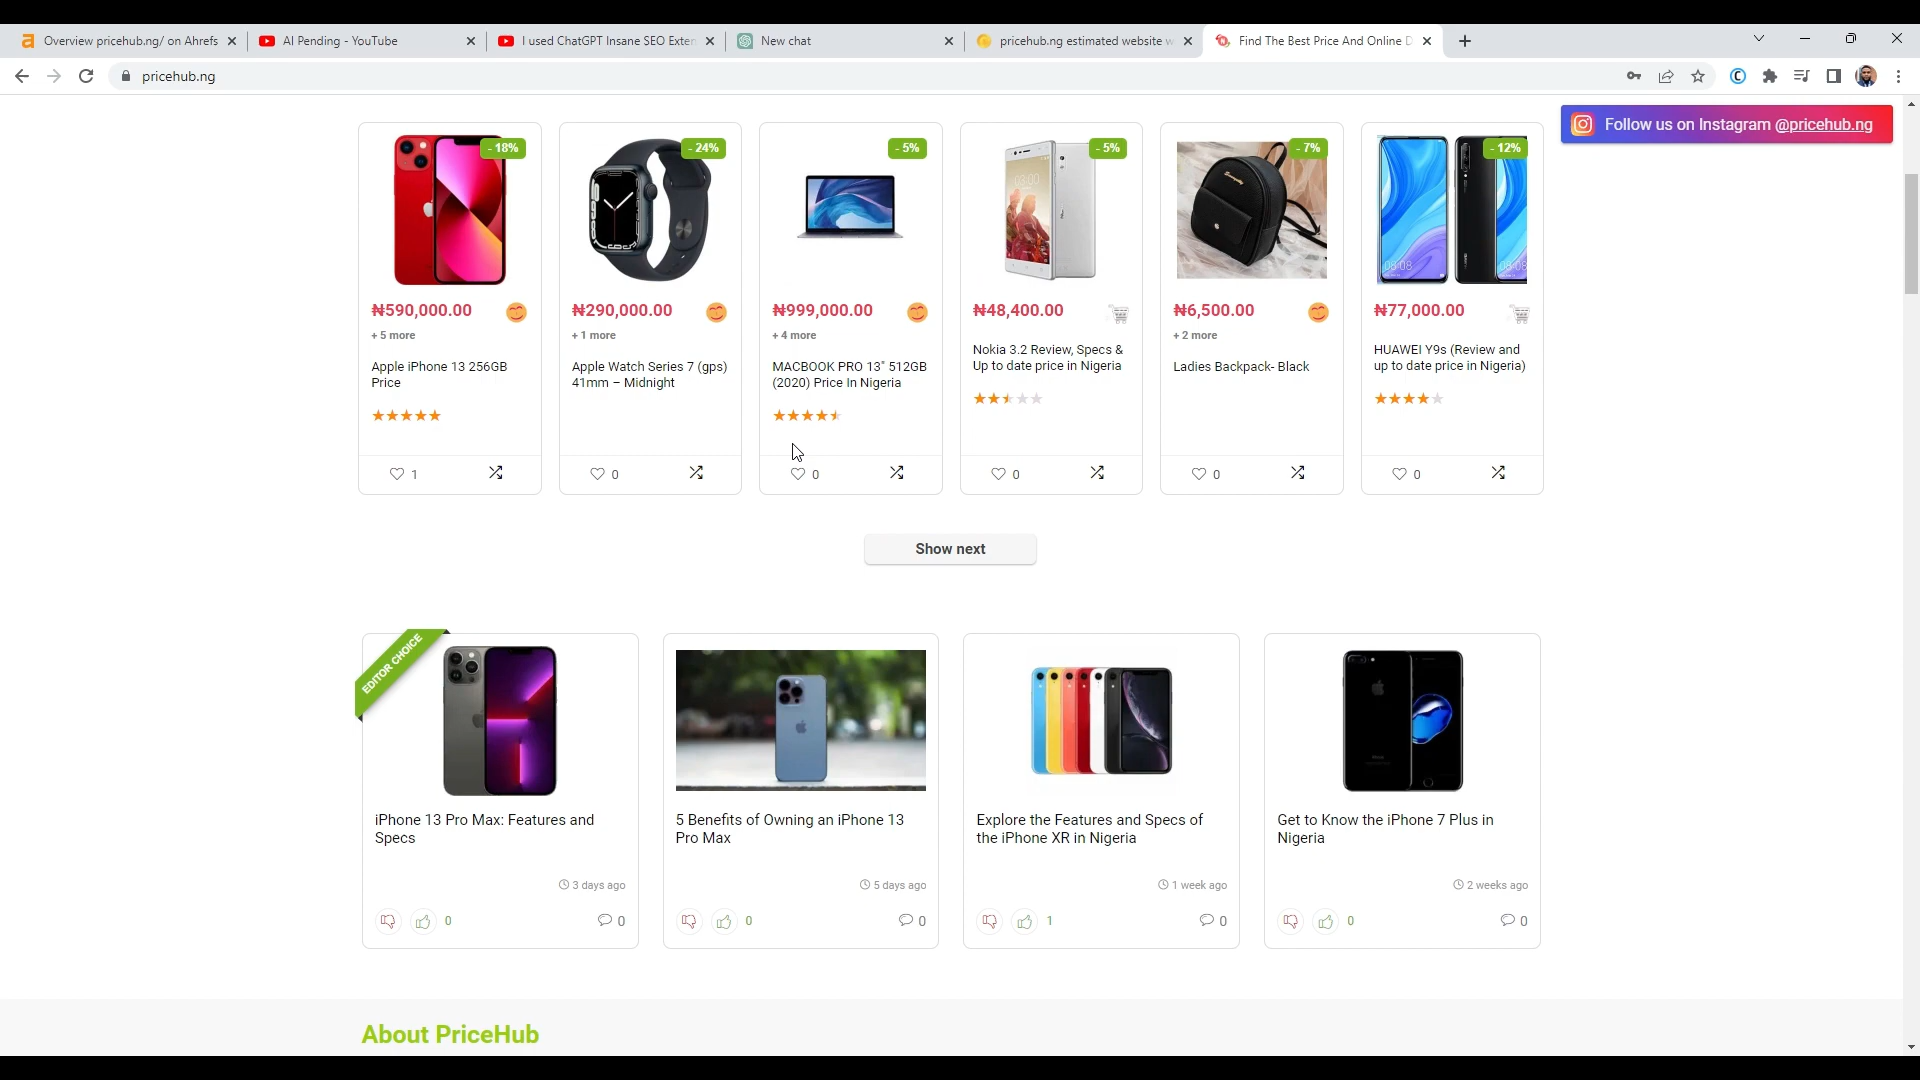 Overview pricehub.ng/ on Ahrefs
AI Pending - YouTube
I used ChatGPT Insane SEO Exten
New chat
pricehub.ng estimated website w
Find The Best Price And Online D
pricehub.ng
Follow us on Instagram @pricehub.ng
- 18%
- 24%
- 5%
- 5%
- 7%
- 12%
₦590,000.00
₦290,000.00
₦999,000.00
₦48,400.00
₦6,500.00
₦77,000.00
+ 5 more
+ 1 more
+ 4 more
+ 2 more
Apple iPhone 13 256GB
Price
Apple Watch Series 7 (gps)
41mm – Midnight
MACBOOK PRO 13" 512GB
(2020) Price In Nigeria
Nokia 3.2 Review, Specs &
Up to date price in Nigeria
Ladies Backpack- Black
HUAWEI Y9s (Review and
up to date price in Nigeria)
1
0
0
0
0
0
Show next
EDITOR CHOICE
iPhone 13 Pro Max: Features and
Specs
5 Benefits of Owning an iPhone 13
Pro Max
Explore the Features and Specs of
the iPhone XR in Nigeria
Get to Know the iPhone 7 Plus in
Nigeria
3 days ago
5 days ago
1 week ago
2 weeks ago
0 0
0 0
1 0
0 0
About PriceHub